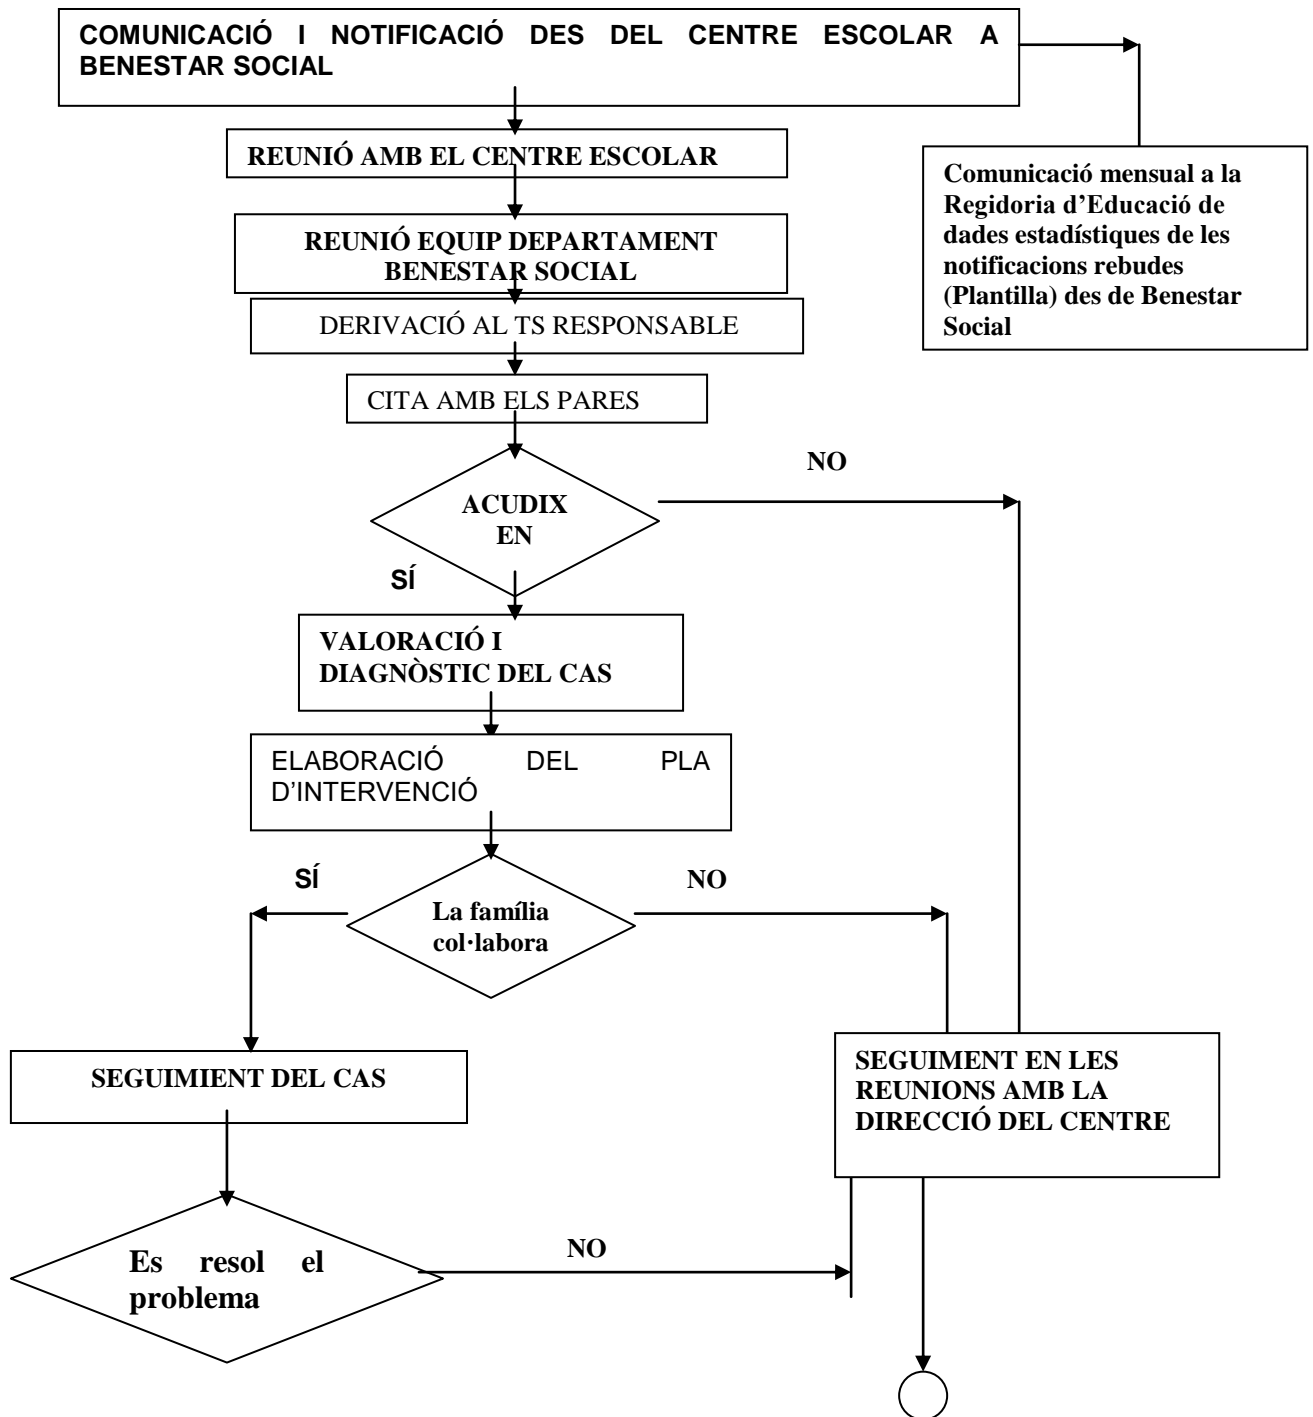 COMUNICACIÓ I NOTIFICACIÓ DES DEL CENTRE ESCOLAR A
BENESTAR SOCIAL
REUNIÓ AMB EL CENTRE ESCOLAR
Comunicació mensual a la
Regidoria d’Educació de
dades estadístiques de les
notificacions rebudes
(Plantilla) des de Benestar
Social
REUNIÓ EQUIP DEPARTAMENT
BENESTAR SOCIAL
DERIVACIÓ AL TS RESPONSABLE
CITA AMB ELS PARES
NO
ACUDIX
EN
SÍ
VALORACIÓ I
DIAGNÒSTIC DEL CAS
ELABORACIÓ DEL PLA
D’INTERVENCIÓ
SÍ
NO
La família
col·labora
SEGUIMIENT DEL CAS
SEGUIMENT EN LES
REUNIONS AMB LA
DIRECCIÓ DEL CENTRE
Es resol el
problema
NO